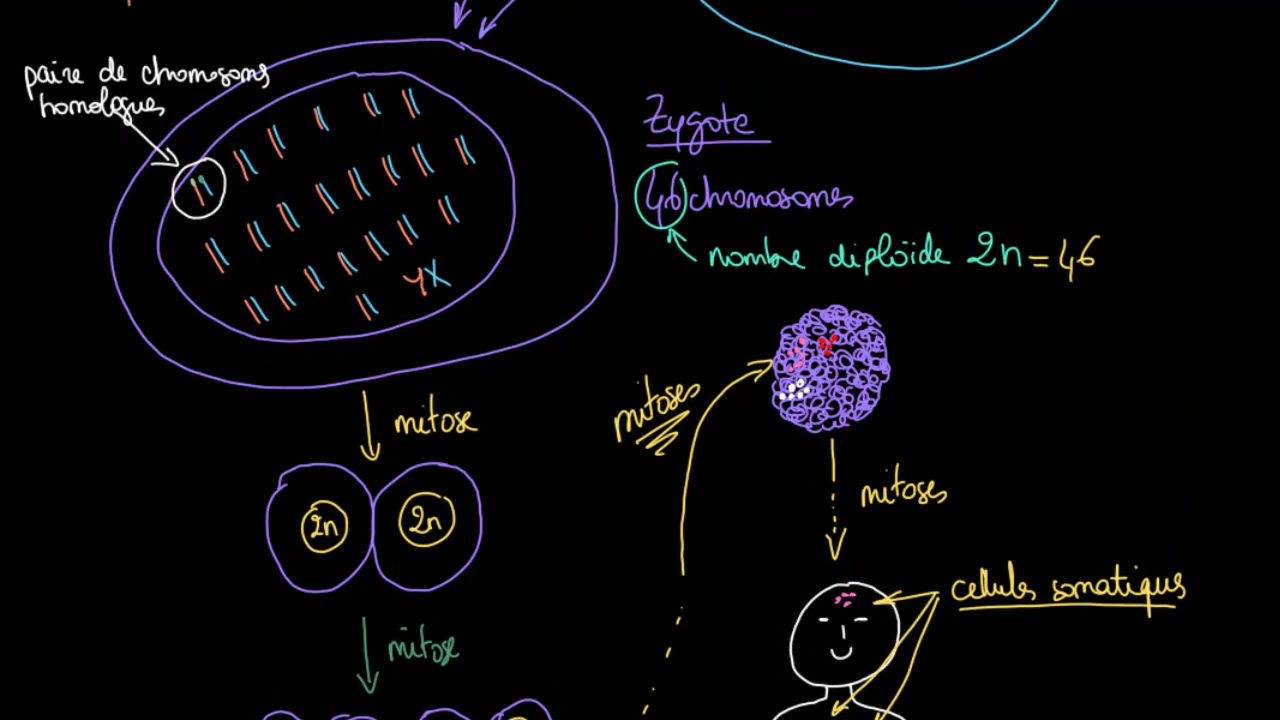 paire de chromosoms
homologues
Zygote
46 chromosomes
nombre diploïde 2n = 46
YX
mitose
mitoses
2n
2n
mitoses
cellules somatiques
mitose